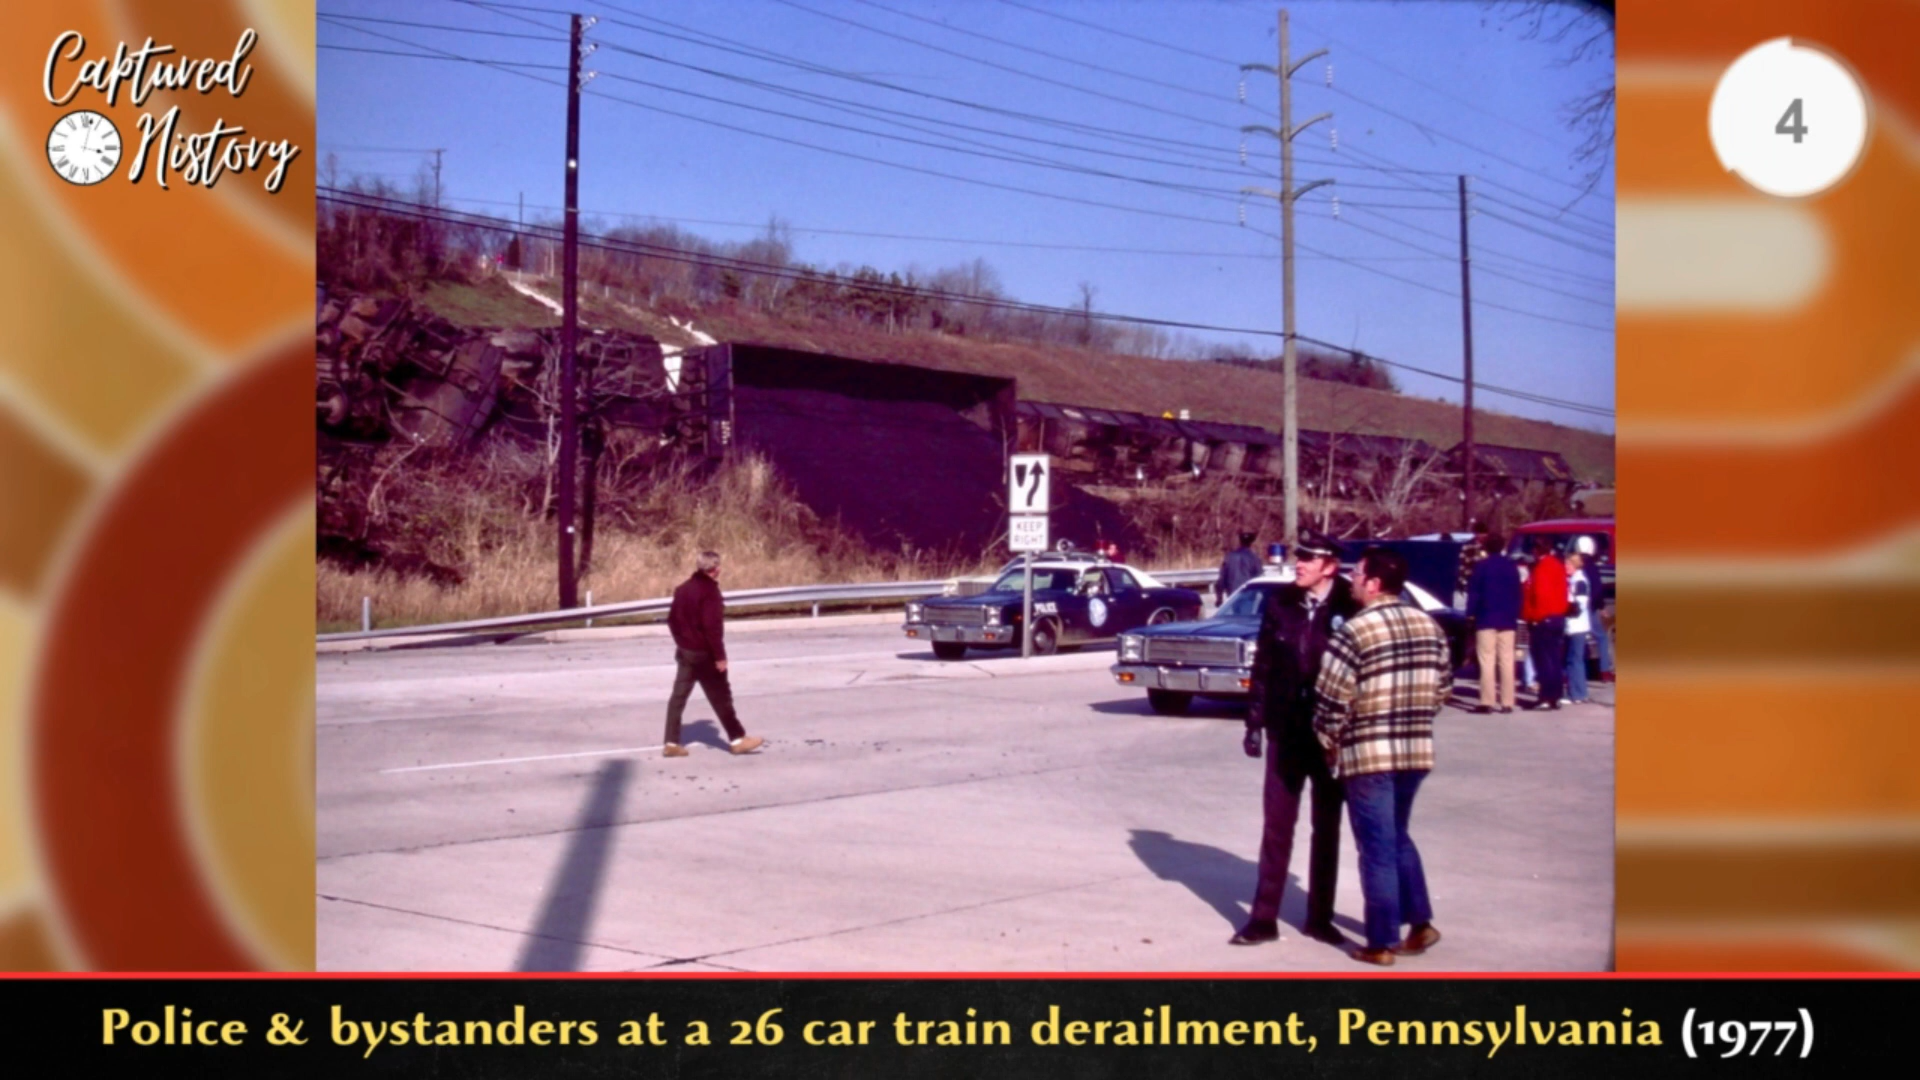 Captured
History
4
KEEP
RIGHT
POLICE
Police & bystanders at a 26 car train derailment, Pennsylvania (1977)